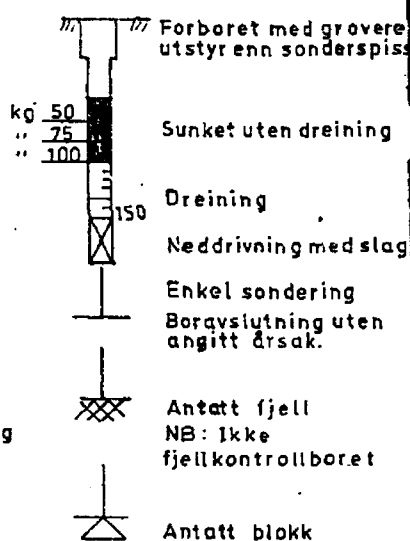 Forboret med grovere
utstyr enn sonderspiss
kg 50
" 75
" 100
Sunket uten dreining
Dreining
150
Neddrivning med slag
Enkel sondering
Boravslutning uten
angitt årsak.
Antatt fjell
g
NB: Ikke
fjellkontrollboret
Antatt blokk